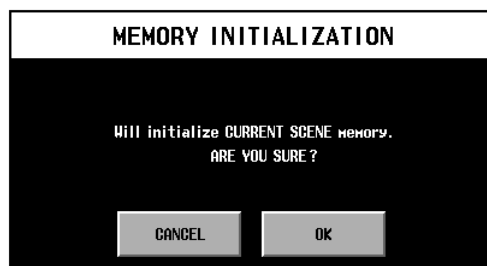 MEMORY INITIALIZATION
Will initialize CURRENT SCENE memory.
ARE YOU SURE?
CANCEL
OK